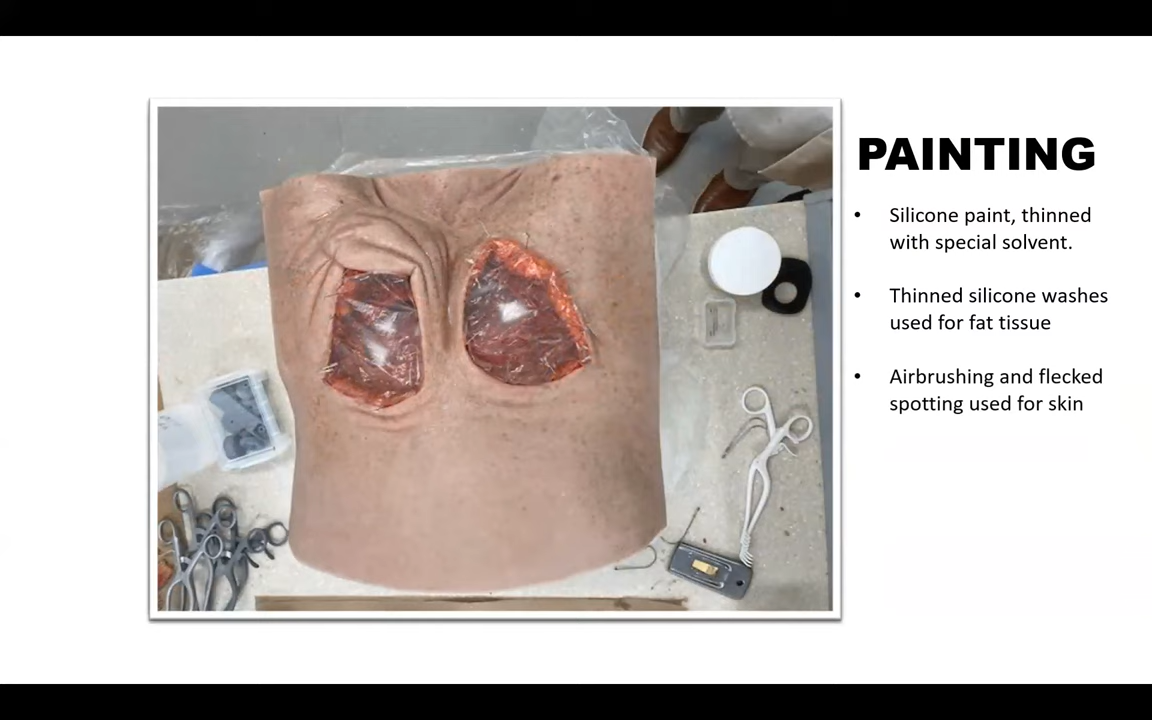 PAINTING
• Silicone paint, thinned
with special solvent.
• Thinned silicone washes
used for fat tissue
• Airbrushing and flecked
spotting used for skin